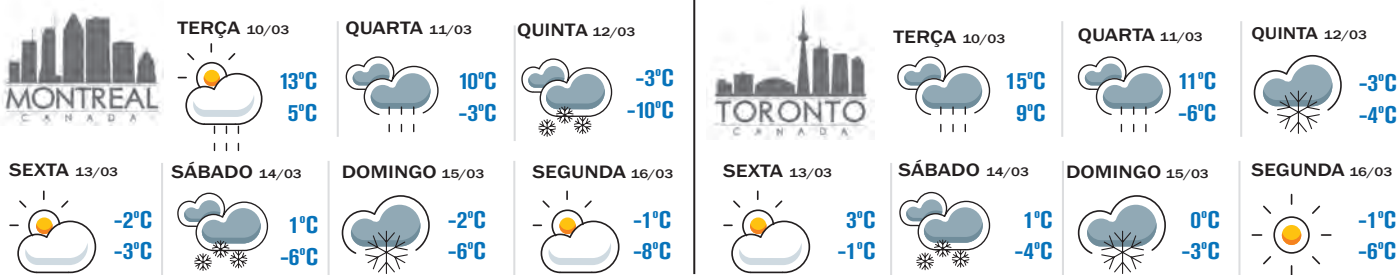 MONTREAL
CANADA
TERÇA 10/03
13ºC
5ºC
QUARTA 11/03
10ºC
-3ºC
QUINTA 12/03
-3ºC
-10ºC
SEXTA 13/03
-2ºC
-3ºC
SÁBADO 14/03
1ºC
-6ºC
DOMINGO 15/03
-2ºC
-6ºC
SEGUNDA 16/03
-1ºC
-8ºC
TORONTO
CANADA
TERÇA 10/03
15ºC
9ºC
QUARTA 11/03
11ºC
-6ºC
QUINTA 12/03
-3ºC
-4ºC
SEXTA 13/03
3ºC
-1ºC
SÁBADO 14/03
1ºC
-4ºC
DOMINGO 15/03
0ºC
-3ºC
SEGUNDA 16/03
-1ºC
-6ºC